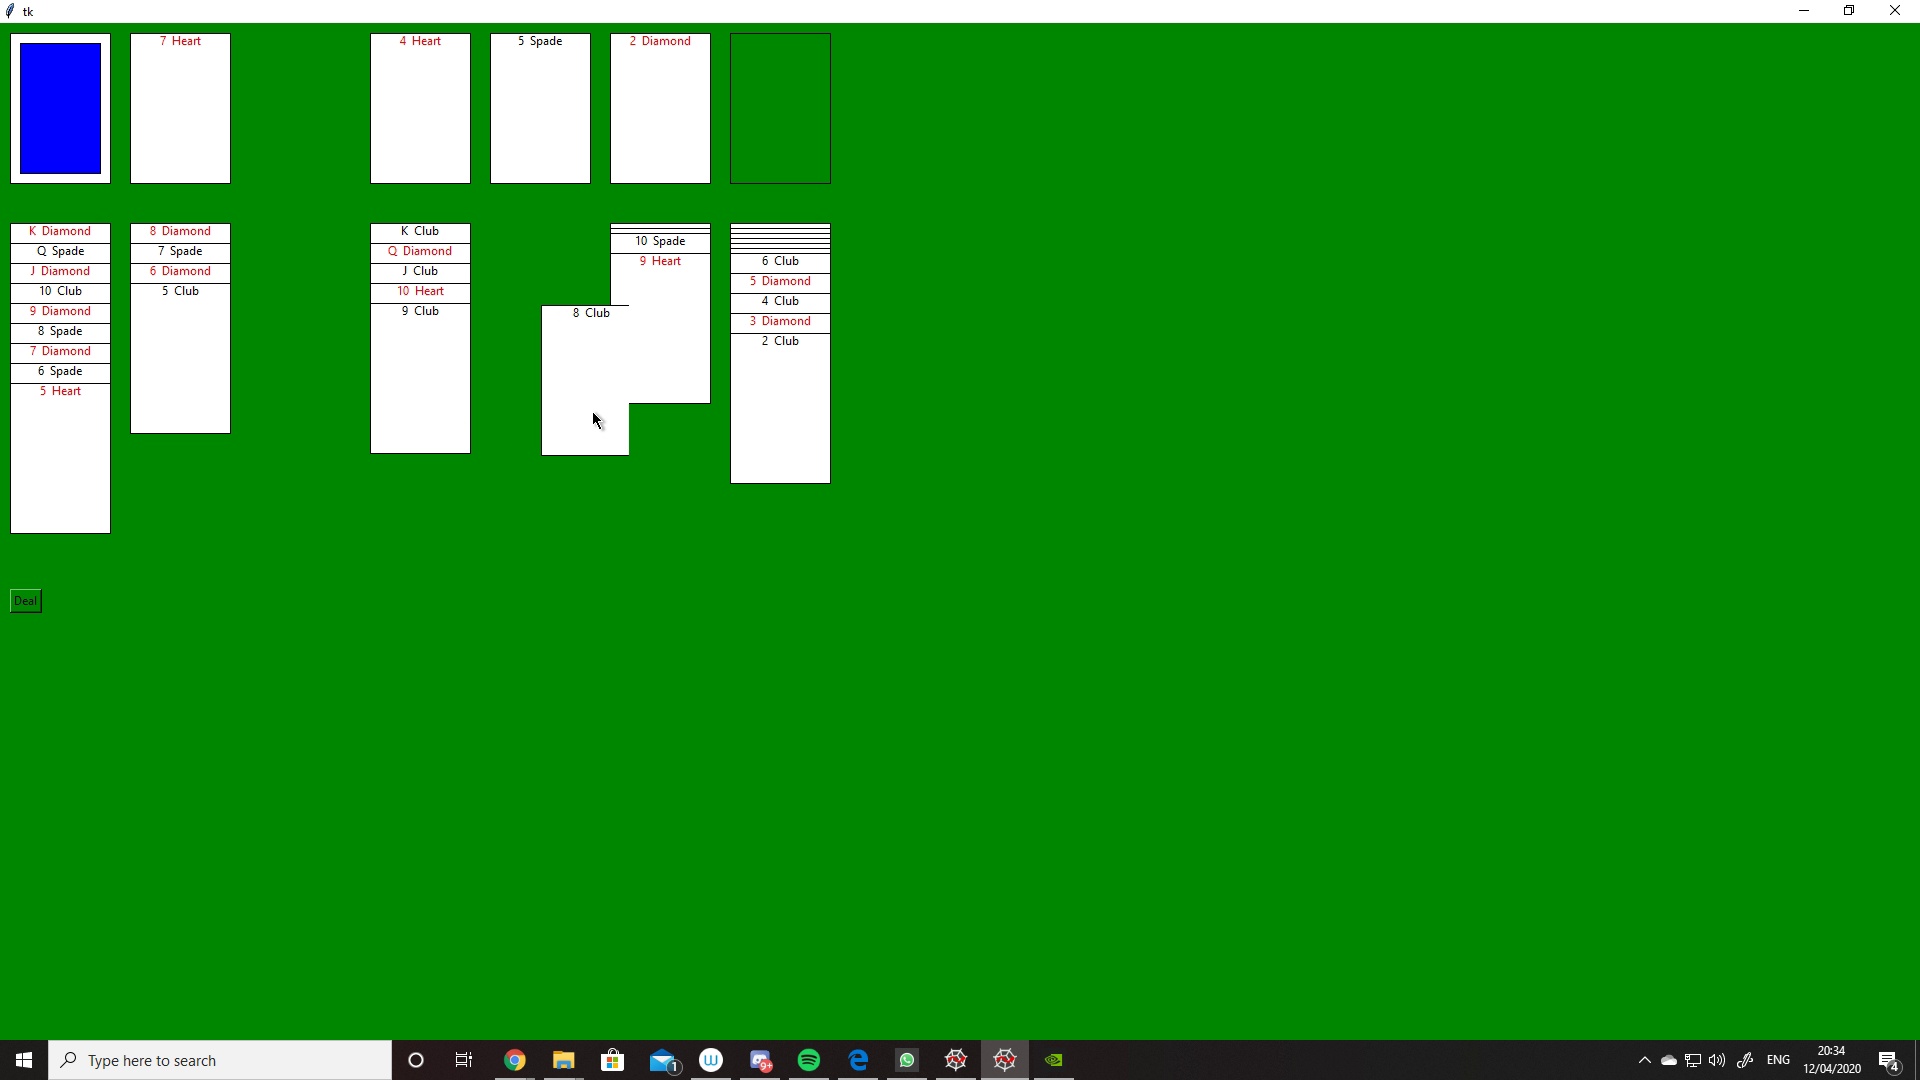 tk
7 Heart
4 Heart
5 Spade
2 Diamond
K Diamond
Q Spade
J Diamond
10 Club
9 Diamond
8 Spade
7 Diamond
6 Spade
5 Heart
8 Diamond
7 Spade
6 Diamond
5 Club
K Club
Q Diamond
J Club
10 Heart
9 Club
8 Club
10 Spade
9 Heart
6 Club
5 Diamond
4 Club
3 Diamond
2 Club
Deal
Type here to search
1
W
9+
ENG
20:34
12/04/2020
4